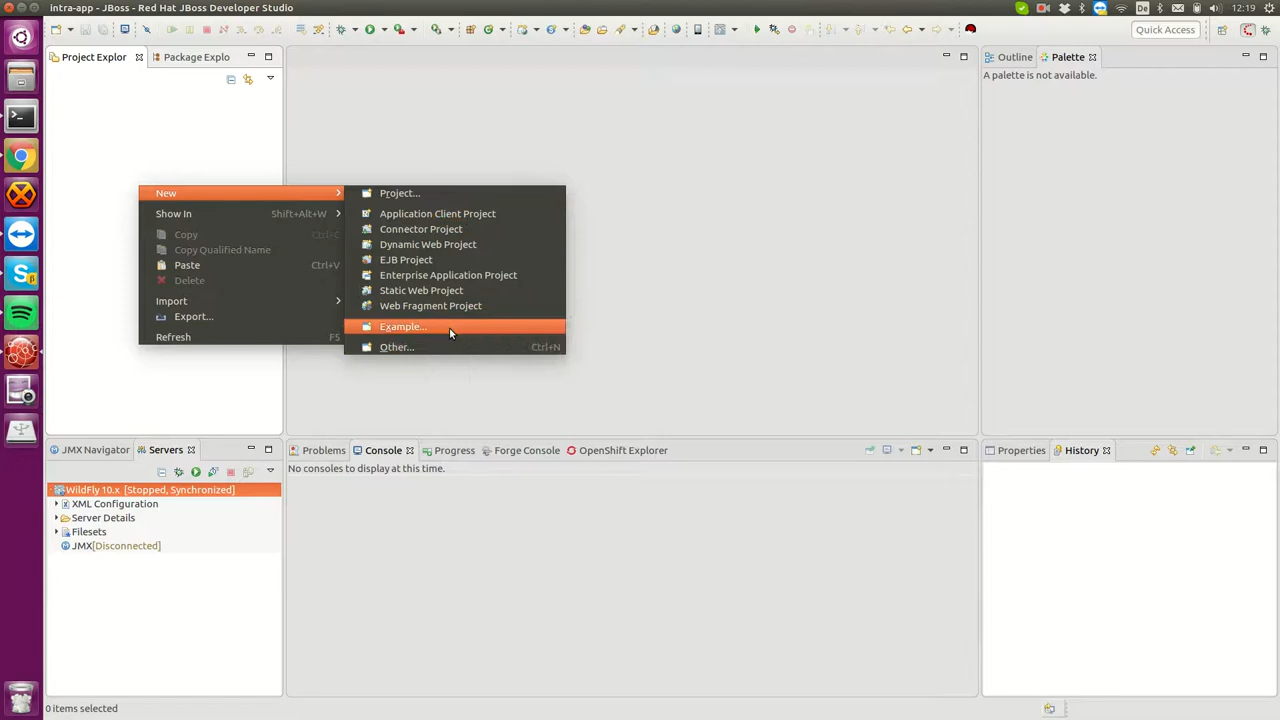 intra-app - JBoss - Red Hat JBoss Developer Studio
De
12:19
Quick Access
Project Explor
Package Explo
Outline
Palette
A palette is not available.
New
Show In Shift+Alt+W
Copy Ctrl+C
Copy Qualified Name
Paste Ctrl+V
Delete
Import
Export...
Refresh F5
Project...
Application Client Project
Connector Project
Dynamic Web Project
EJB Project
Enterprise Application Project
Static Web Project
Web Fragment Project
Example...
Other... Ctrl+N
JMX Navigator
Servers
WildFly 10.x [Stopped, Synchronized]
XML Configuration
Server Details
Filesets
JMX[Disconnected]
Problems
Console
Progress
Forge Console
OpenShift Explorer
No consoles to display at this time.
Properties
History
0 items selected